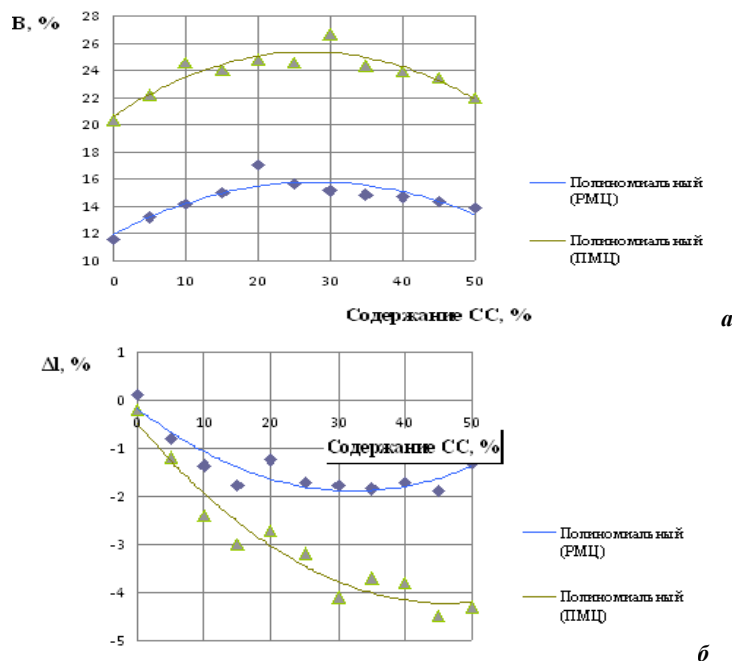 В, %
28
26
24
22
20
18
16
14
12
10
0 10 20 30 40 50
Содержание СС, %
Полиномиальный
(РМЦ)
Полиномиальный
(ПМЦ)
а
Δl, %
1
0
-1
-2
-3
-4
-5
0 10 20 30 40 50
Содержание СС, %
Полиномиальный
(РМЦ)
Полиномиальный
(ПМЦ)
б